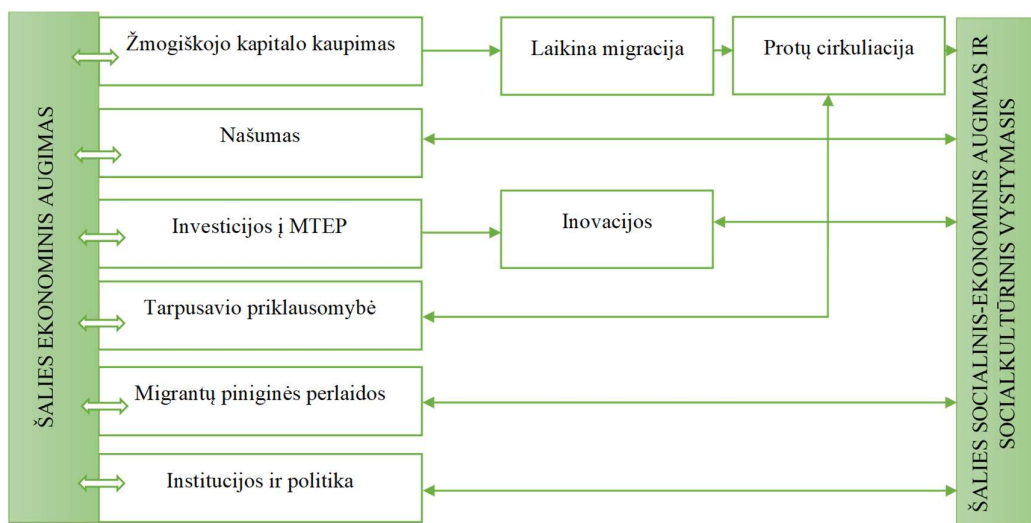 ŠALIES EKONOMINIS AUGIMAS
Žmogiškojo kapitalo kaupimas
Laikina migracija
Protų cirkuliacija
Našumas
Investicijos į MTEP
Inovacijos
Tarpusavio priklausomybė
Migrantų piniginės perlaidos
Institucijos ir politika
ŠALIES SOCIALINIS-EKONOMINIS AUGIMAS IR
SOCIALKULTŪRINIS VYSTYMASIS